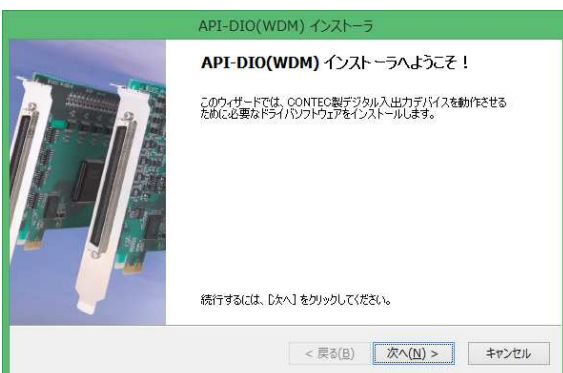 API-DIO(WDM) インストーラ
API-DIO(WDM) インストーラへようこそ！
このウィザードでは、CONTEC製デジタル入出力デバイスを動作させる
ために必要なドライバソフトウェアをインストールします。
続行するには、[次へ] をクリックしてください。
< 戻る(B)
次へ(N) >
キャンセル